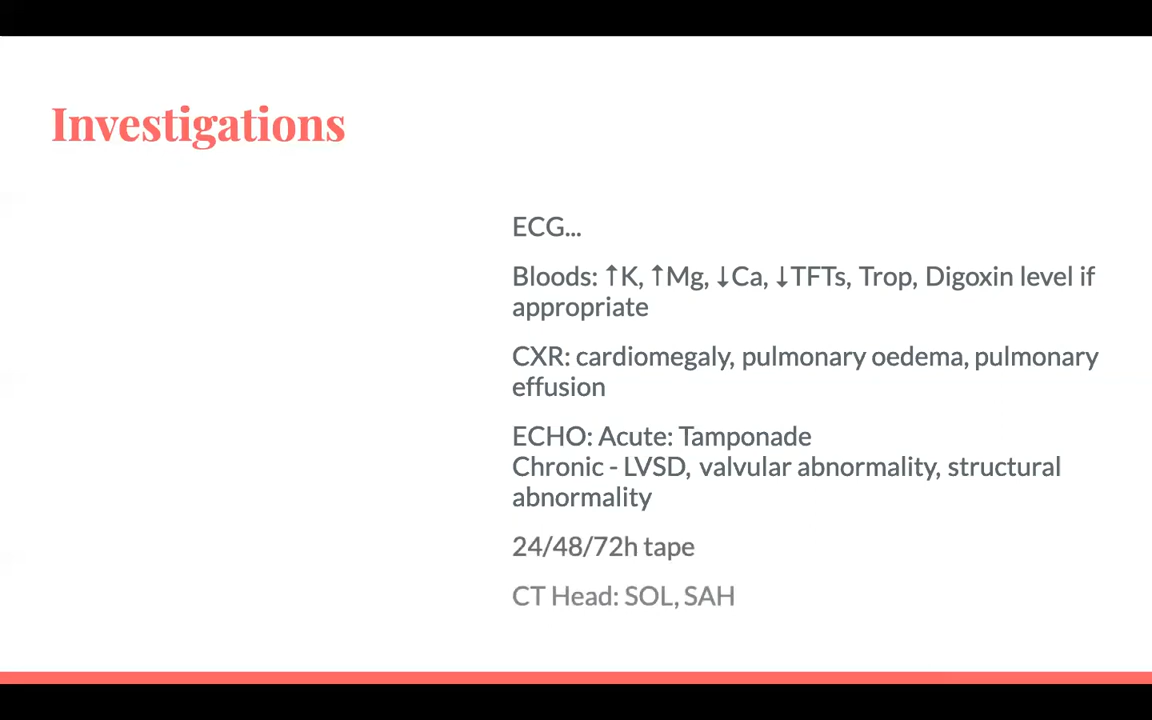 Investigations
ECG...
Bloods: ↑K, ↑Mg, ↓Ca, ↓TFTs, Trop, Digoxin level if
appropriate
CXR: cardiomegaly, pulmonary oedema, pulmonary
effusion
ECHO: Acute: Tamponade
Chronic - LVSD, valvular abnormality, structural
abnormality
24/48/72h tape
CT Head: SOL, SAH